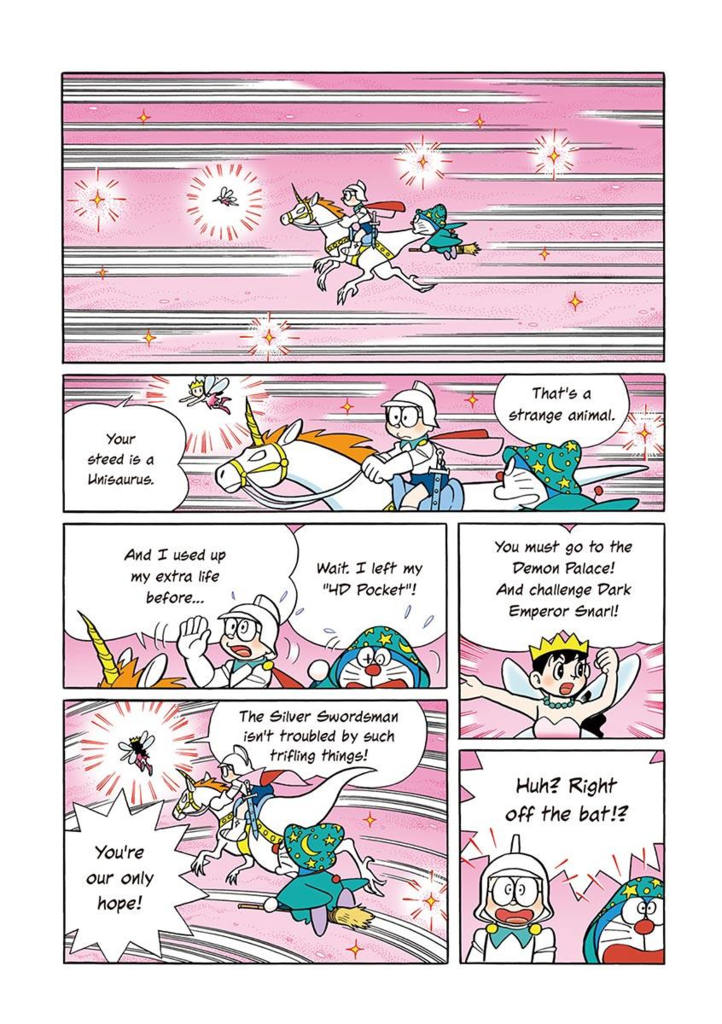 Your
steed is a
Unisaurus.
That's a
strange animal.
And I used up
my extra life
before...
Wait. I left my
"4D Pocket"!
The Silver Swordsman
isn't troubled by such
trifling things!
You're
our only
hope!
You must go to the
Demon Palace!
And challenge Dark
Emperor Snarl!
Huh? Right
off the bat!?